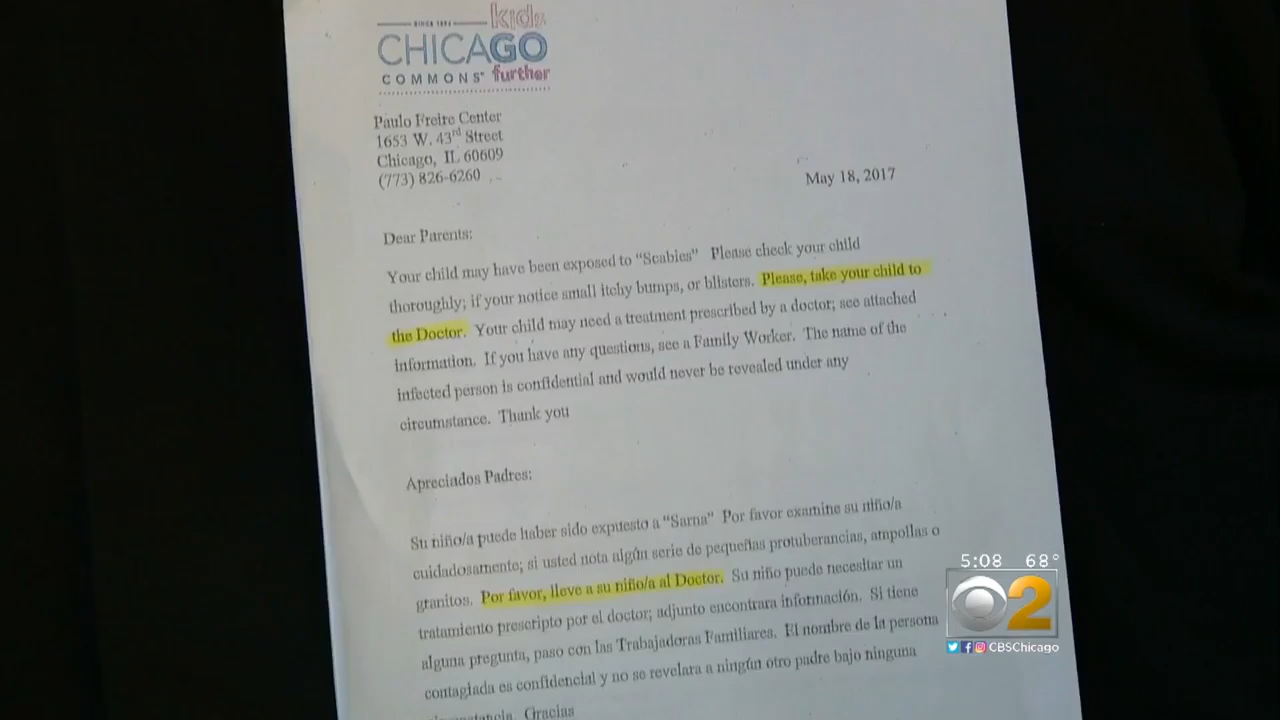 SINCE 1894 kids
CHICAGO
COMMONS further
Paulo Freire Center
1653 W. 43rd Street
Chicago, IL 60609
(773) 826-6260
May 18, 2017
Dear Parents:
Your child may have been exposed to “Scabies” Please check your child
thoroughly; if your notice small itchy bumps, or blisters. Please, take your child to
the Doctor. Your child may need a treatment prescribed by a doctor; see attached
information. If you have any questions, see a Family Worker. The name of the
infected person is confidential and would never be revealed under any
circumstance. Thank you
Apreciados Padres:
Su niño/a puede haber sido expuesto a “Sarna” Por favor examine su niño/a
cuidadosamente; si usted nota algún serie de pequeñas protuberancias, ampollas o
granitos. Por favor, lleve a su niño/a al Doctor. Su niño puede necesitar un
tratamiento prescripto por el doctor; adjunto encontrara información. Si tiene
alguna pregunta, paso con las Trabajadoras Familiares. El nombre de la persona
contagiada es confidencial y no se revelara a ningún otro padre bajo ninguna
Gracias
5:08 68°
2
CBSChicago